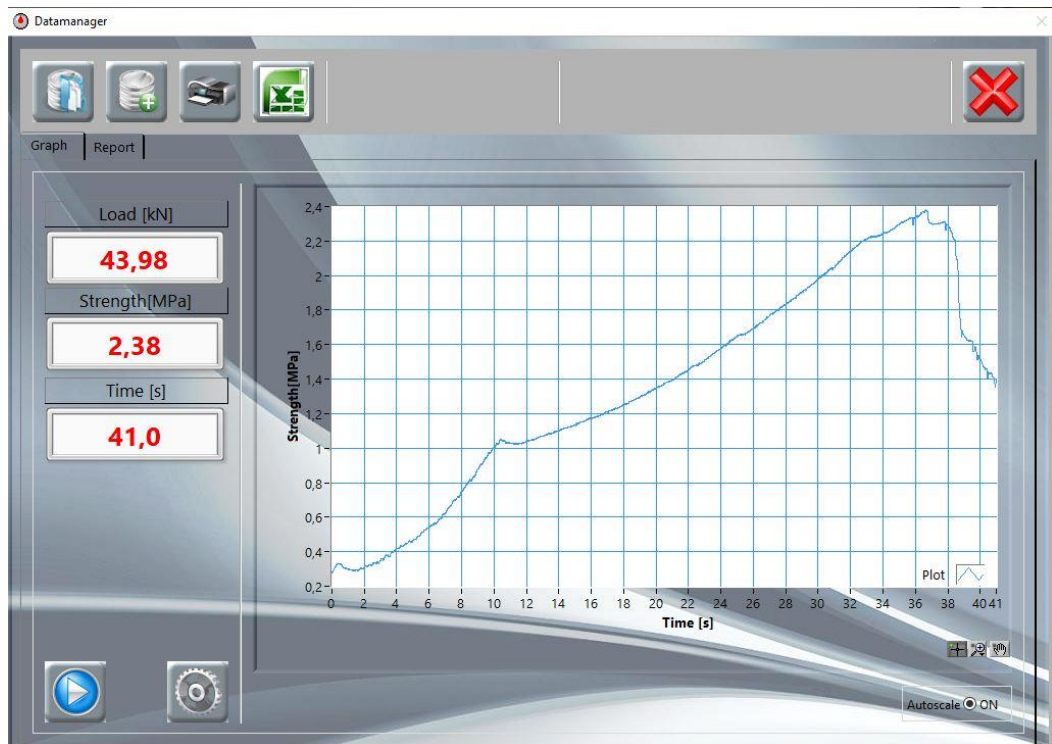 Datamanager
Graph
Report
Load [kN]
43,98
Strength[MPa]
2,38
Time [s]
41,0
Strength[MPa]
2,4
2,2
2
1,8
1,6
1,4
1,2
1
0,8
0,6
0,4
0,2
0 2 4 6 8 10 12 14 16 18 20 22 24 26 28 30 32 34 36 38 40 41
Time [s]
Plot
Autoscale ON